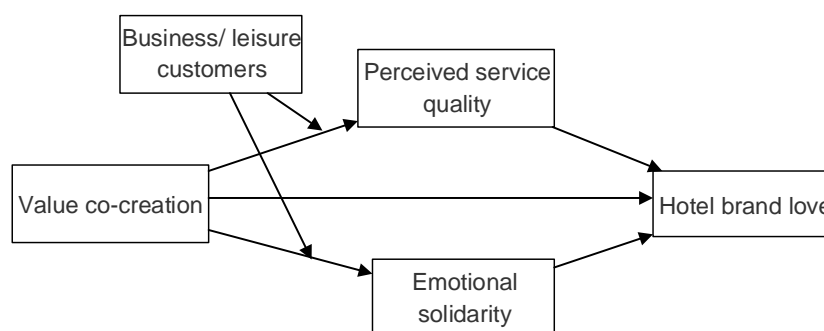 Business/ leisure
customers
Perceived service
quality
Value co-creation
Hotel brand love
Emotional
solidarity